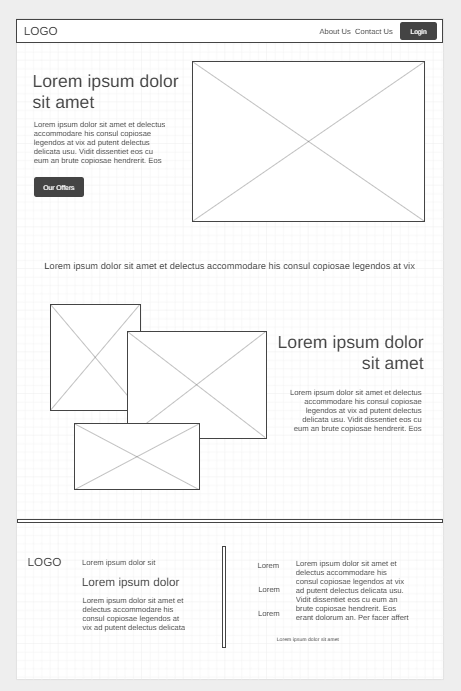 LOGO
About Us Contact Us Login
Lorem ipsum dolor
sit amet
Lorem ipsum dolor sit amet et delectus
accommodare his consul copiosae
legendos at vix ad putent delectus
delicata usu. Vidit dissentiet eos cu
eum an brute copiosae hendrerit. Eos
Our Offers
Lorem ipsum dolor sit amet et delectus accommodare his consul copiosae legendos at vix
Lorem ipsum dolor
sit amet
Lorem ipsum dolor sit amet et delectus
accommodare his consul copiosae
legendos at vix ad putent delectus
delicata usu. Vidit dissentiet eos cu
eum an brute copiosae hendrerit. Eos
LOGO
Lorem ipsum dolor sit
Lorem ipsum dolor
Lorem ipsum dolor sit amet et
delectus accommodare his
consul copiosae legendos at
vix ad putent delectus delicata
Lorem
Lorem
Lorem
Lorem ipsum dolor sit amet et
delectus accommodare his
consul copiosae legendos at vix
ad putent delectus delicata usu.
Vidit dissentiet eos cu eum an
brute copiosae hendrerit. Eos
erant dolorum an. Per facer affert
Lorem ipsum dolor sit amet